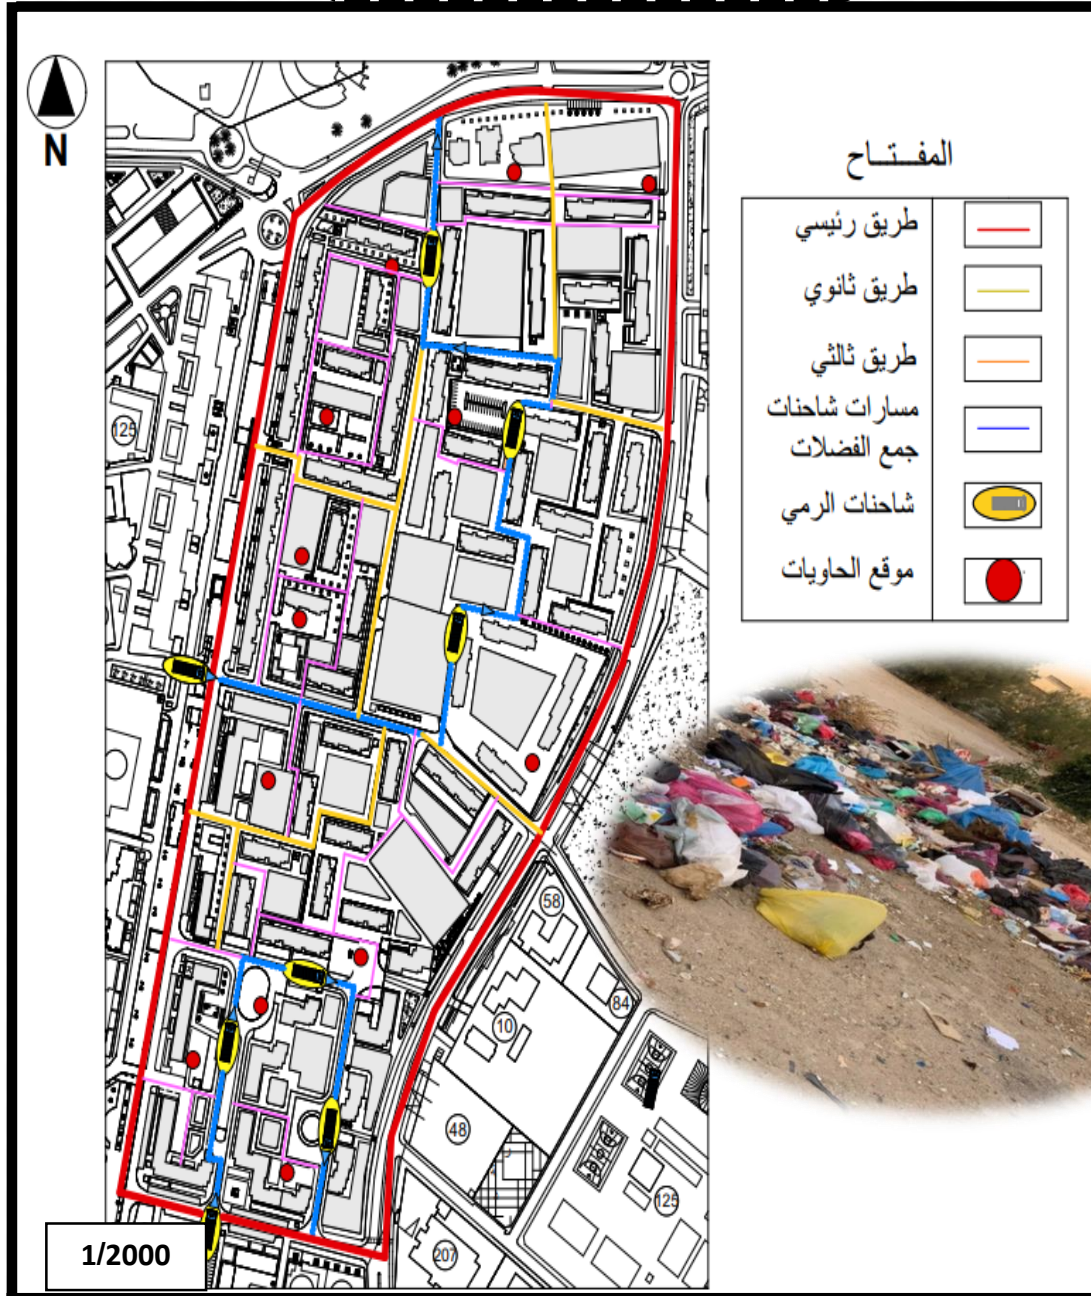 N
المفــتــاح
طريق رئيسي
طريق ثانوي
طريق ثالثي
مسارات شاحنات
جمع الفضلات
شاحنات الرمي
موقع الحاويات
125
58
84
10
48
125
207
1/2000